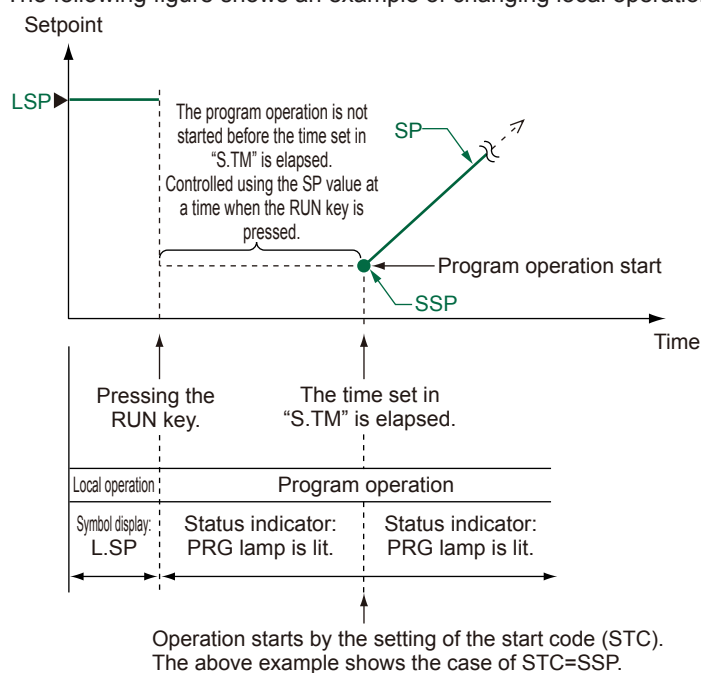 The following figure shows an example of changing local operation
Setpoint
LSP
The program operation is not
started before the time set in
“S.TM” is elapsed.
Controlled using the SP value at
a time when the RUN key is
pressed.
SP
Program operation start
SSP
Time
Pressing the
RUN key.
The time set in
“S.TM” is elapsed.
Local operation
Program operation
Symbol display:
L.SP
Status indicator:
PRG lamp is lit.
Status indicator:
PRG lamp is lit.
Operation starts by the setting of the start code (STC).
The above example shows the case of STC=SSP.